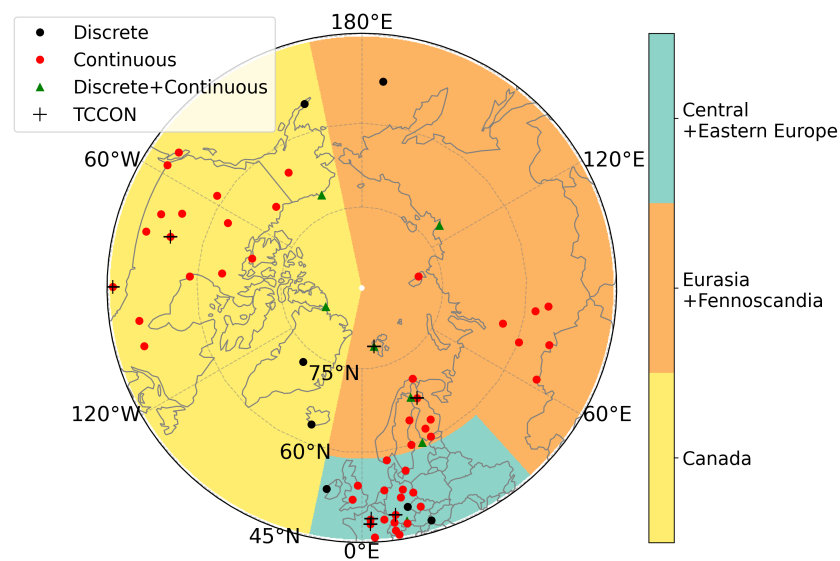 180°E
Discrete
Continuous
Discrete+Continuous
TCCON
60°W
120°E
120°W
60°E
75°N
60°N
45°N
0°E
Central
+Eastern Europe
Eurasia
+Fennoscandia
Canada